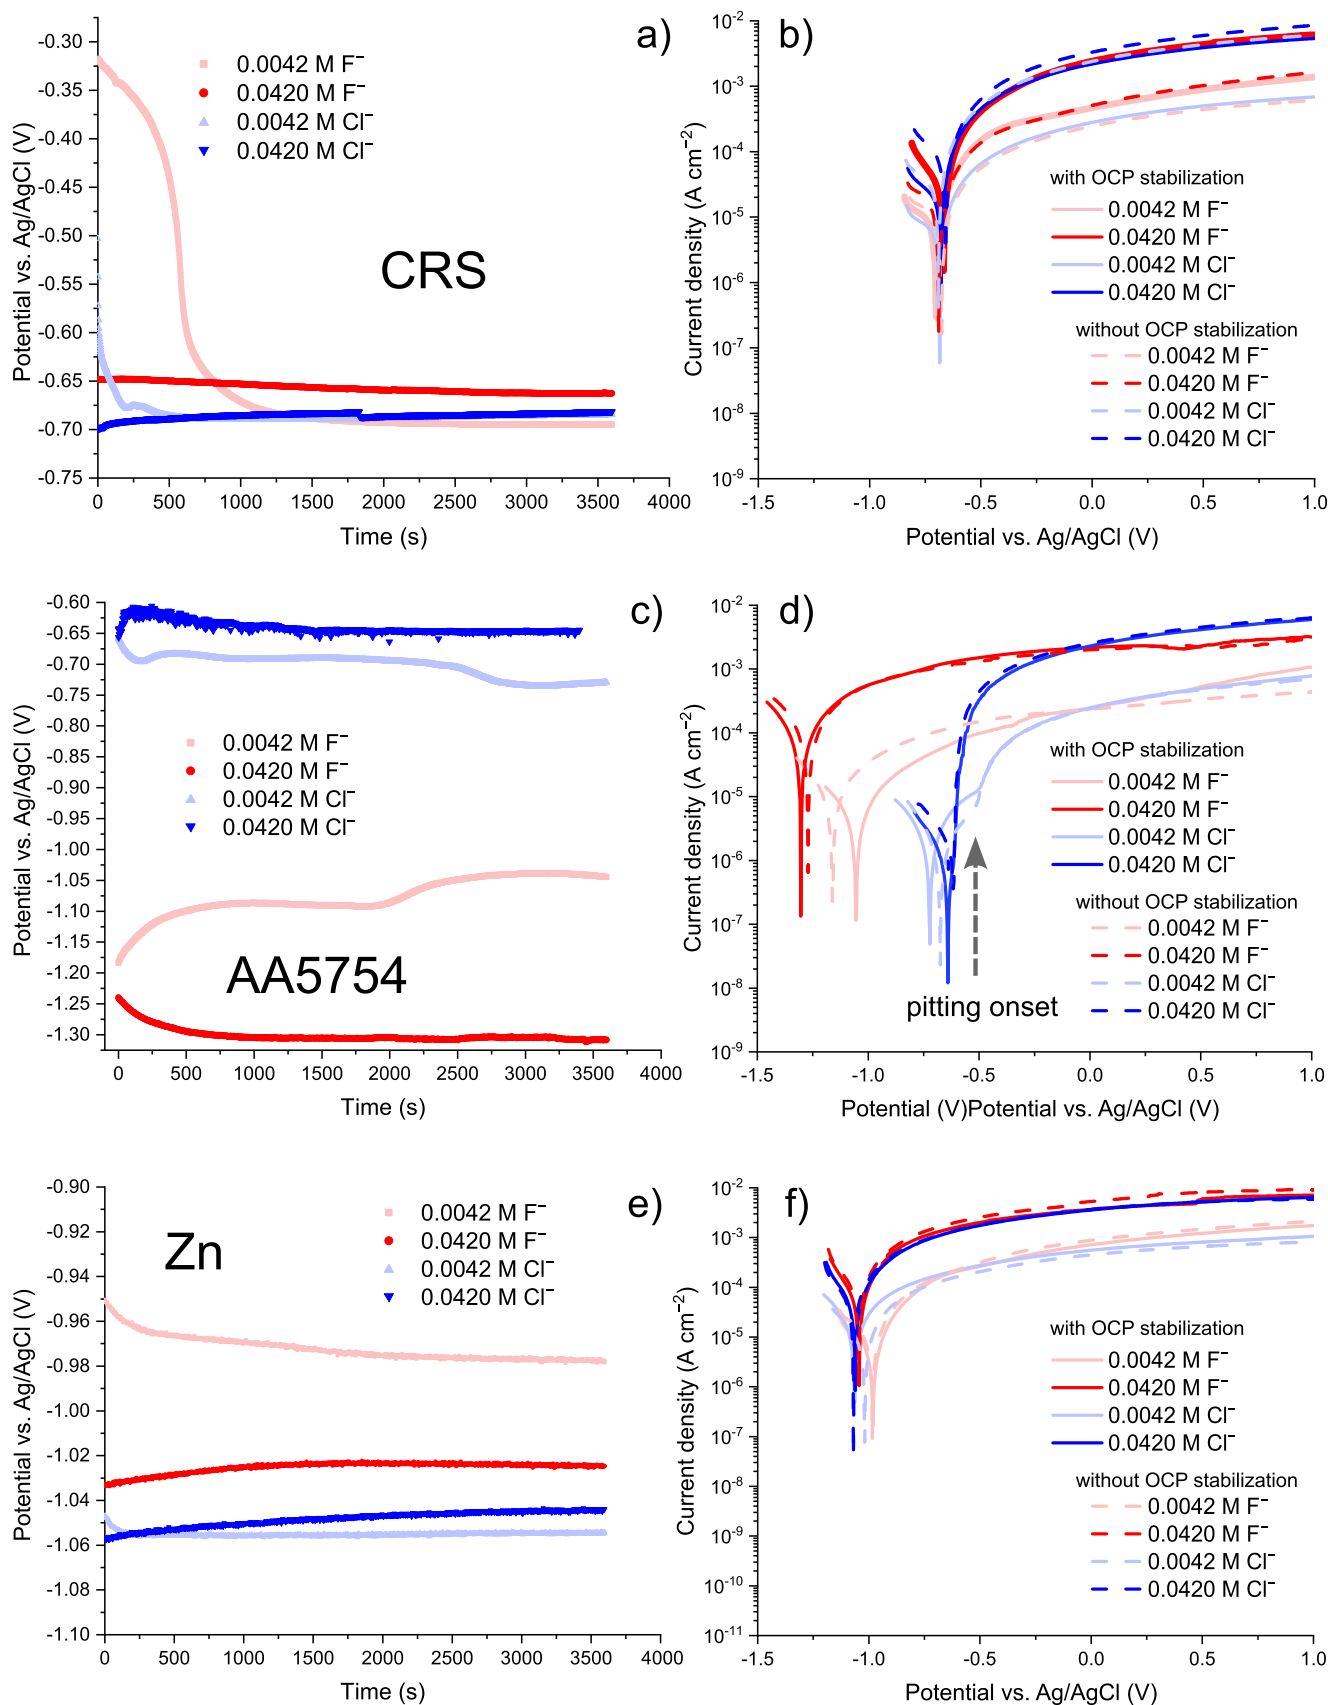 a)
-0.30
-0.35
-0.40
-0.45
-0.50
-0.55
-0.60
-0.65
-0.70
-0.75
Potential vs. Ag/AgCl (V)
0.0042 M F⁻
0.0420 M F⁻
0.0042 M Cl⁻
0.0420 M Cl⁻
CRS
0 500 1000 1500 2000 2500 3000 3500 4000
Time (s)
b)
10⁻²
10⁻³
10⁻⁴
10⁻⁵
10⁻⁶
10⁻⁷
10⁻⁸
10⁻⁹
Current density (A cm⁻²)
with OCP stabilization
0.0042 M F⁻
0.0420 M F⁻
0.0042 M Cl⁻
0.0420 M Cl⁻
without OCP stabilization
0.0042 M F⁻
0.0420 M F⁻
0.0042 M Cl⁻
0.0420 M Cl⁻
-1.5 -1.0 -0.5 0.0 0.5 1.0
Potential vs. Ag/AgCl (V)
c)
-0.60
-0.65
-0.70
-0.75
-0.80
-0.85
-0.90
-0.95
-1.00
-1.05
-1.10
-1.15
-1.20
-1.25
-1.30
Potential vs. Ag/AgCl (V)
0.0042 M F⁻
0.0420 M F⁻
0.0042 M Cl⁻
0.0420 M Cl⁻
AA5754
0 500 1000 1500 2000 2500 3000 3500 4000
Time (s)
d)
10⁻²
10⁻³
10⁻⁴
10⁻⁵
10⁻⁶
10⁻⁷
10⁻⁸
10⁻⁹
Current density (A cm⁻²)
with OCP stabilization
0.0042 M F⁻
0.0420 M F⁻
0.0042 M Cl⁻
0.0420 M Cl⁻
without OCP stabilization
0.0042 M F⁻
0.0420 M F⁻
0.0042 M Cl⁻
0.0420 M Cl⁻
pitting onset
-1.5 -1.0 -0.5 0.0 0.5 1.0
Potential (V)Potential vs. Ag/AgCl (V)
e)
-0.90
-0.92
-0.94
-0.96
-0.98
-1.00
-1.02
-1.04
-1.06
-1.08
-1.10
Potential vs. Ag/AgCl (V)
Zn
0.0042 M F⁻
0.0420 M F⁻
0.0042 M Cl⁻
0.0420 M Cl⁻
0 500 1000 1500 2000 2500 3000 3500 4000
Time (s)
f)
10⁻²
10⁻³
10⁻⁴
10⁻⁵
10⁻⁶
10⁻⁷
10⁻⁸
10⁻⁹
10⁻¹⁰
10⁻¹¹
Current density (A cm⁻²)
with OCP stabilization
0.0042 M F⁻
0.0420 M F⁻
0.0042 M Cl⁻
0.0420 M Cl⁻
without OCP stabilization
0.0042 M F⁻
0.0420 M F⁻
0.0042 M Cl⁻
0.0420 M Cl⁻
-1.5 -1.0 -0.5 0.0 0.5 1.0
Potential vs. Ag/AgCl (V)